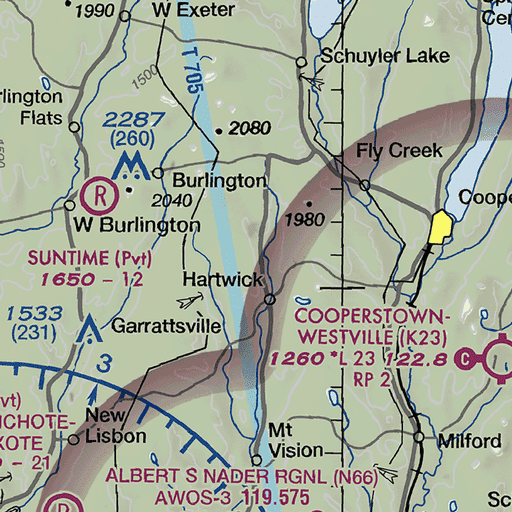 1990
W Exeter
T 705
1500
Schuyler Lake
Flats
2287
(260)
2080
Fly Creek
R
Burlington
2040
1980
W Burlington
SUNTIME (Pvt)
1650 - 12
Hartwick
1533
(231)
Garrattsville
COOPERSTOWN-
WESTVILLE (K23)
1260 *L 23 122.8 C
RP 2
3
New
Lisbon
- 21
Mt
Vision
Milford
ALBERT S NADER RGNL (N66)
AWOS-3 119.575
R